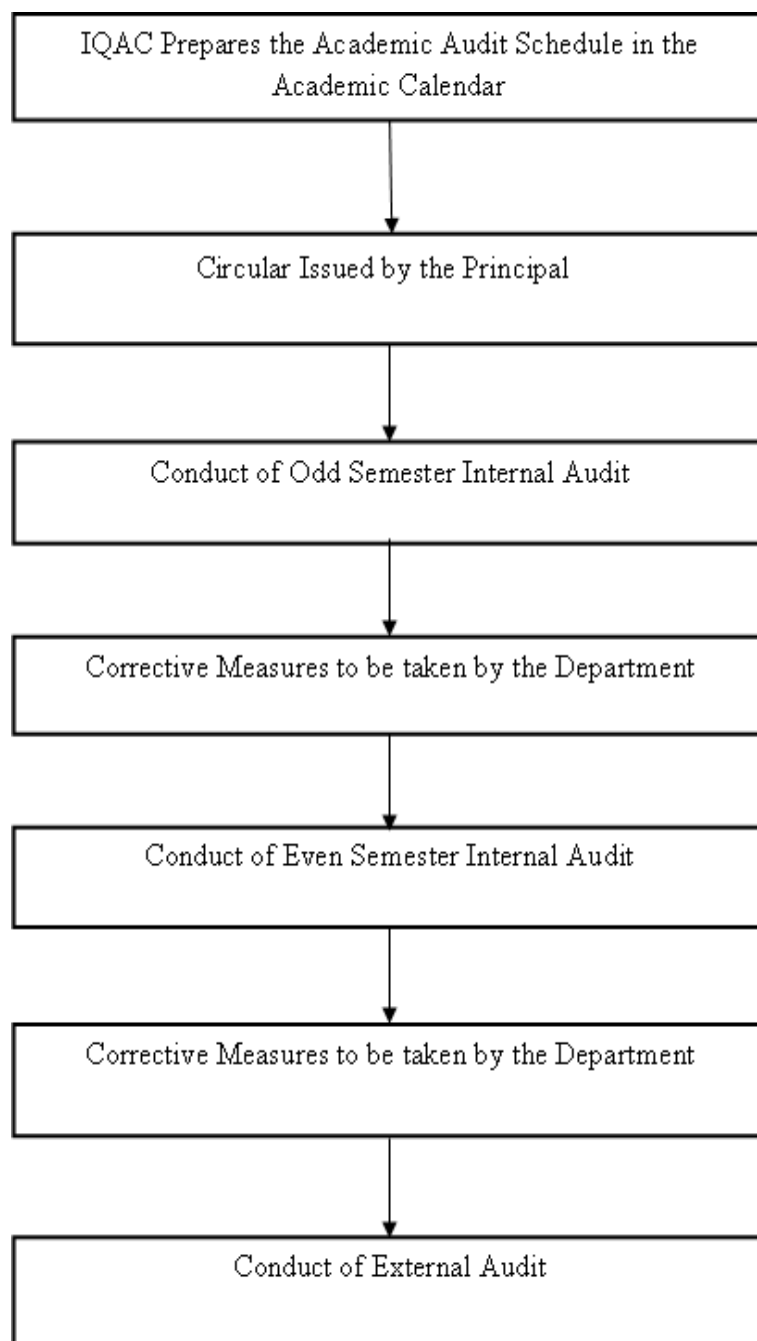 IQAC Prepares the Academic Audit Schedule in the
Academic Calendar
Circular Issued by the Principal
Conduct of Odd Semester Internal Audit
Corrective Measures to be taken by the Department
Conduct of Even Semester Internal Audit
Corrective Measures to be taken by the Department
Conduct of External Audit